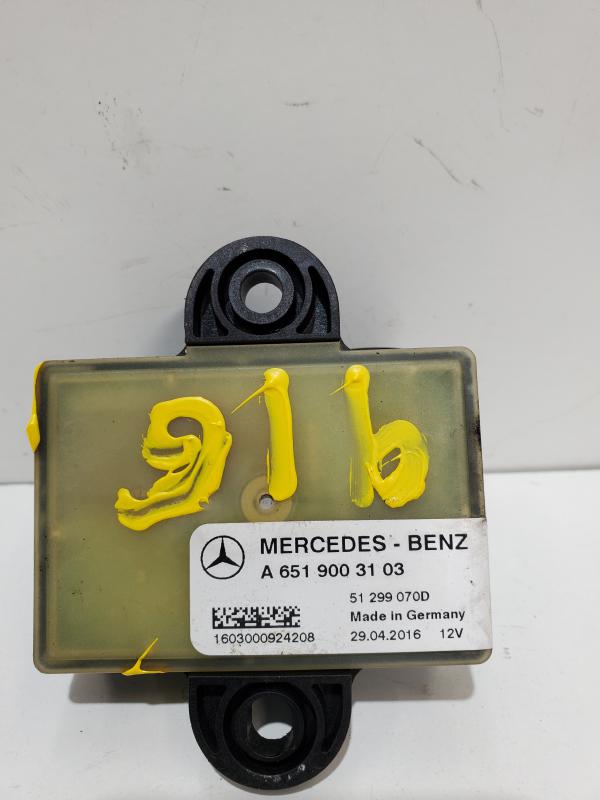 91b
MERCEDES - BENZ
A 651 900 31 03
51 299 070D
Made in Germany
1603000924208
29.04.2016 12V